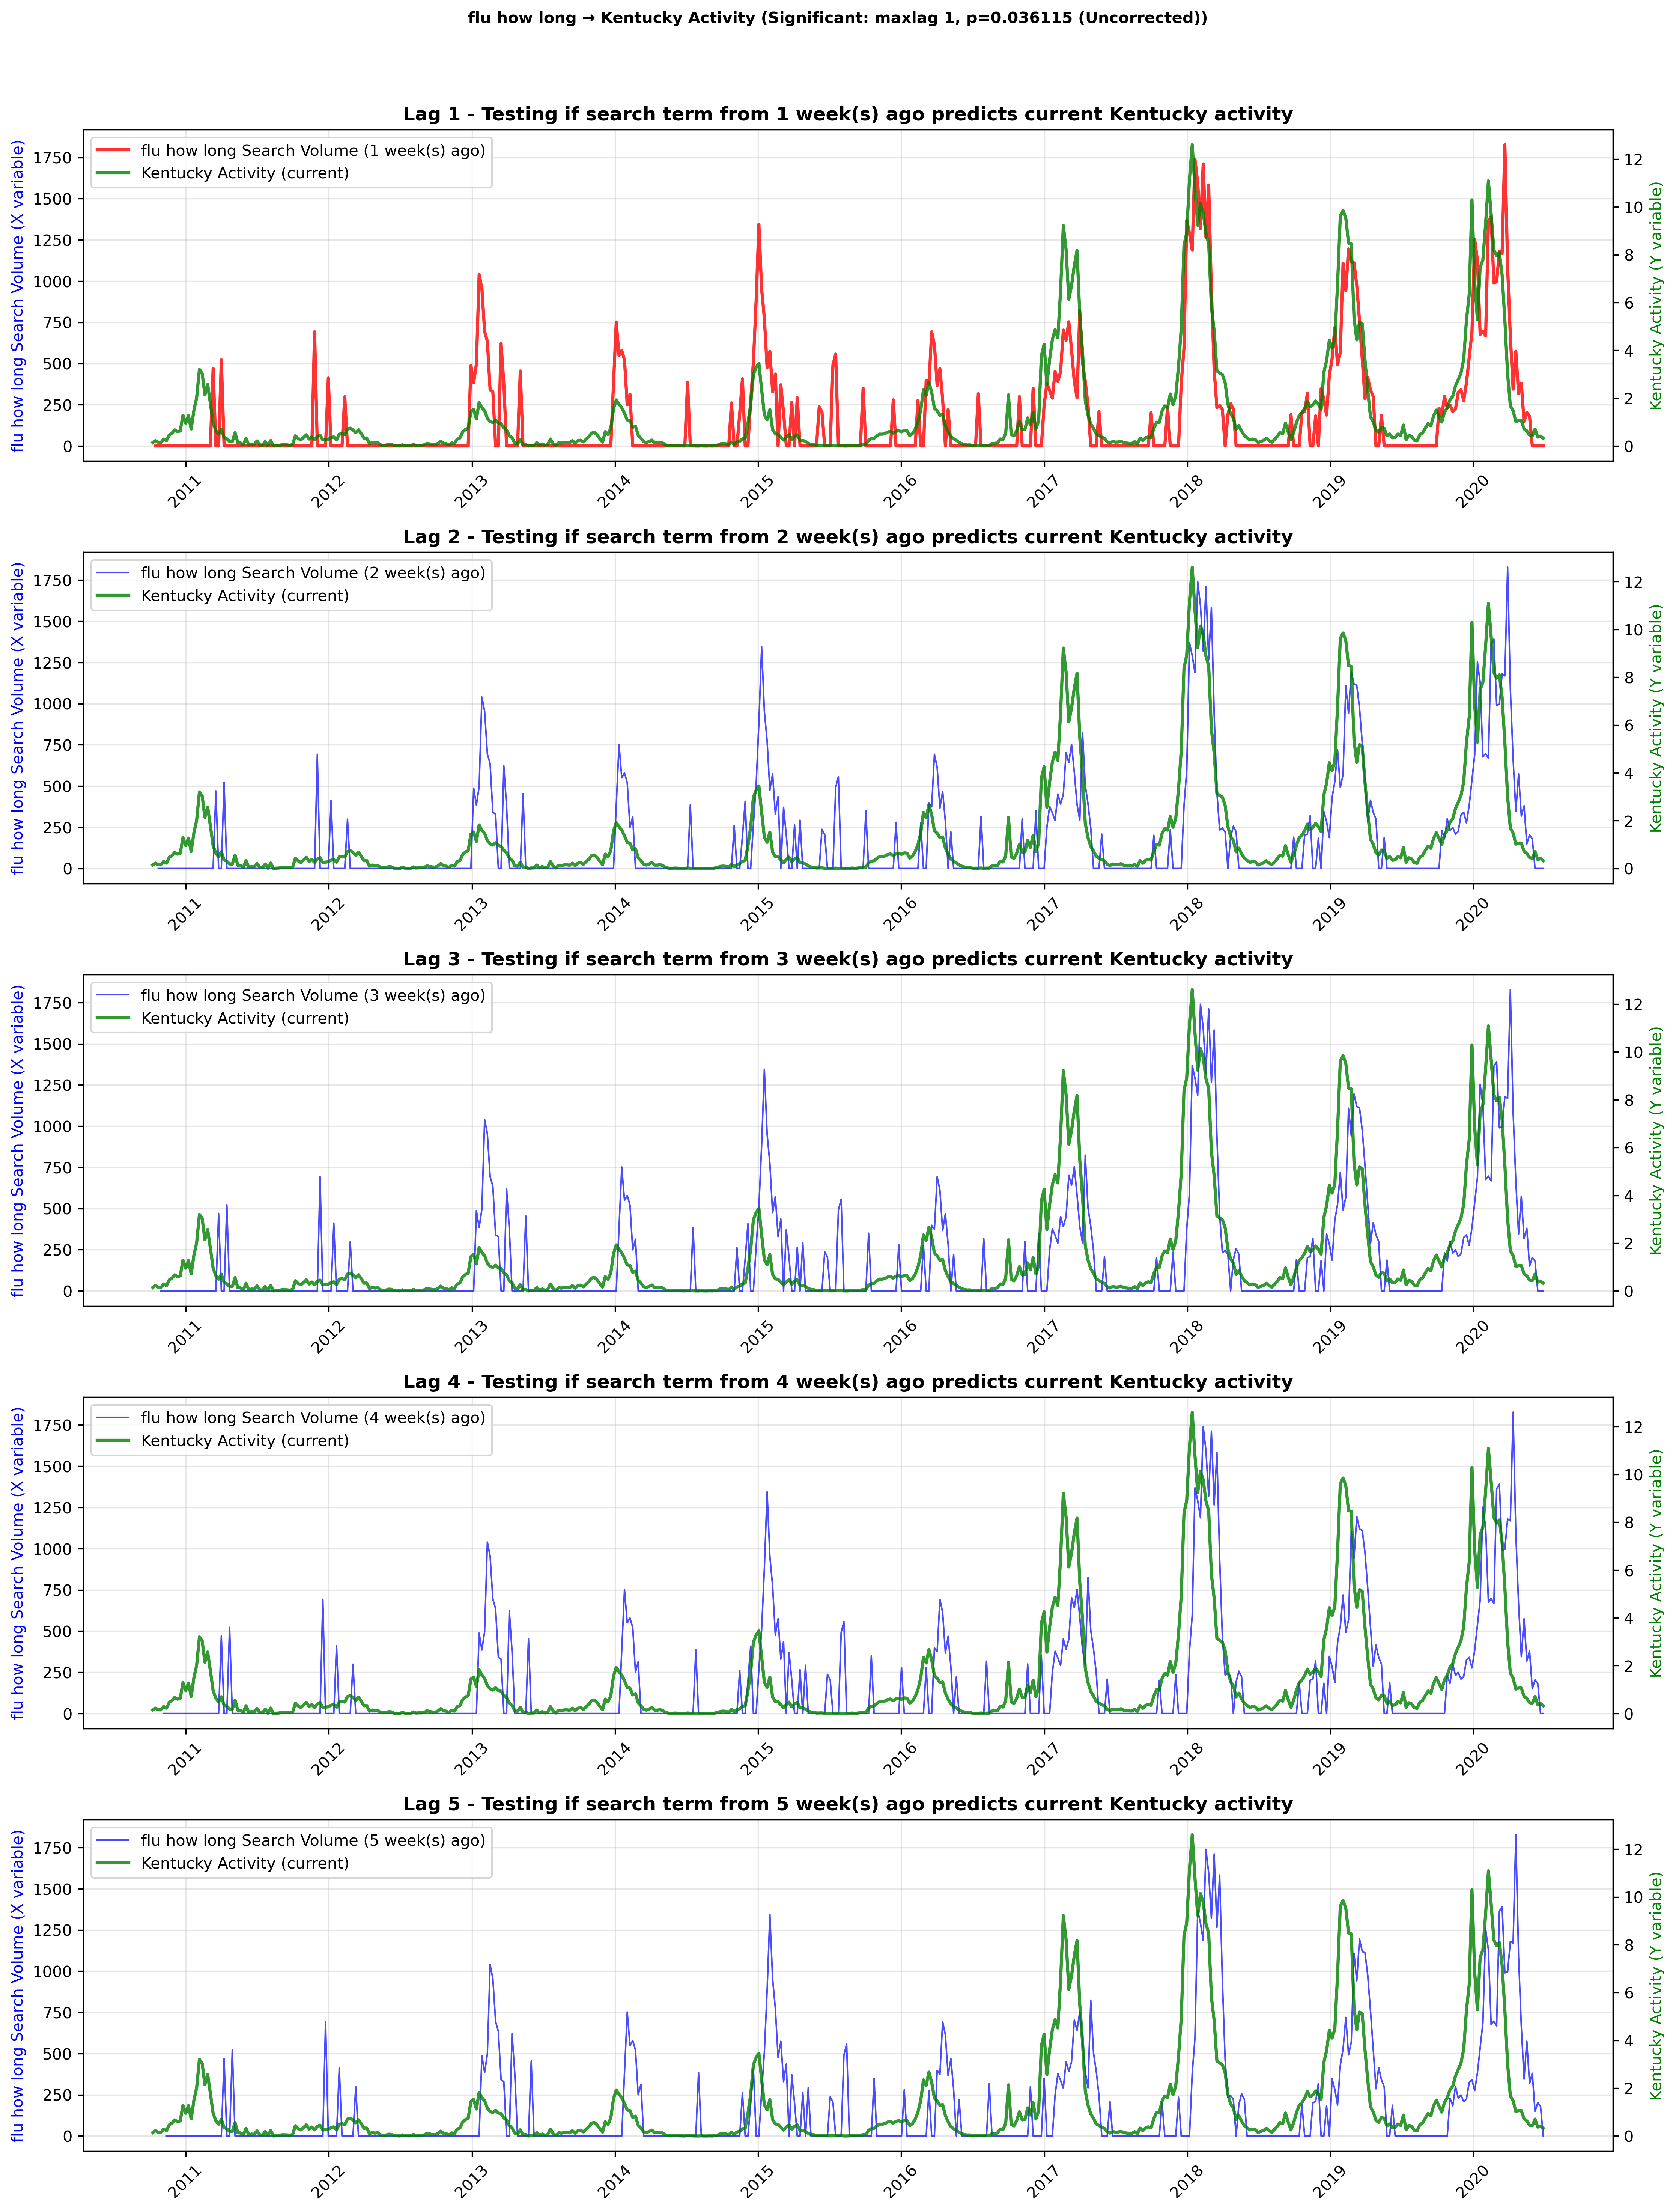 flu how long → Kentucky Activity (Significant: maxlag 1, p=0.036115 (Uncorrected))
Lag 1 - Testing if search term from 1 week(s) ago predicts current Kentucky activity
flu how long Search Volume (1 week(s) ago)
Kentucky Activity (current)
flu how long Search Volume (X variable)
Kentucky Activity (Y variable)
1750
1500
1250
1000
750
500
250
0
12
10
8
6
4
2
0
2011 2012 2013 2014 2015 2016 2017 2018 2019 2020
Lag 2 - Testing if search term from 2 week(s) ago predicts current Kentucky activity
flu how long Search Volume (2 week(s) ago)
Kentucky Activity (current)
flu how long Search Volume (X variable)
Kentucky Activity (Y variable)
1750
1500
1250
1000
750
500
250
0
12
10
8
6
4
2
0
2011 2012 2013 2014 2015 2016 2017 2018 2019 2020
Lag 3 - Testing if search term from 3 week(s) ago predicts current Kentucky activity
flu how long Search Volume (3 week(s) ago)
Kentucky Activity (current)
flu how long Search Volume (X variable)
Kentucky Activity (Y variable)
1750
1500
1250
1000
750
500
250
0
12
10
8
6
4
2
0
2011 2012 2013 2014 2015 2016 2017 2018 2019 2020
Lag 4 - Testing if search term from 4 week(s) ago predicts current Kentucky activity
flu how long Search Volume (4 week(s) ago)
Kentucky Activity (current)
flu how long Search Volume (X variable)
Kentucky Activity (Y variable)
1750
1500
1250
1000
750
500
250
0
12
10
8
6
4
2
0
2011 2012 2013 2014 2015 2016 2017 2018 2019 2020
Lag 5 - Testing if search term from 5 week(s) ago predicts current Kentucky activity
flu how long Search Volume (5 week(s) ago)
Kentucky Activity (current)
flu how long Search Volume (X variable)
Kentucky Activity (Y variable)
1750
1500
1250
1000
750
500
250
0
12
10
8
6
4
2
0
2011 2012 2013 2014 2015 2016 2017 2018 2019 2020